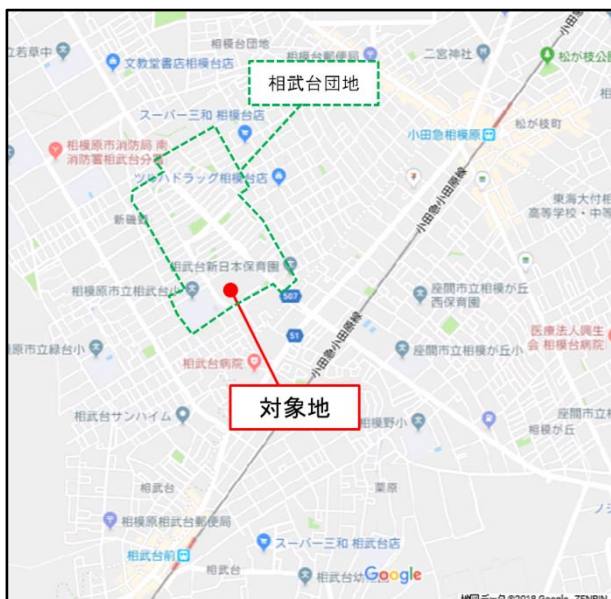 立若草中
相模台団地
相模台郵便局
二宮神社
松が枝公
文教堂書店相模台店
相武台団地
スーパー三和 相模台店
小田急相模原
松が枝町
相模原市消防局 南
消防署相武台分
ツルハドラッグ相模台店
小田急小田原線
東海大付相
高等学校・中等
新磯野
相武台新日本保育園
相模原市立相武台小
507
座間市立相模が丘
西保育園
51
小田急小田原線
医療法人興生
会 相模台病院
原市立緑台小
相武台病院
座間市立相模が丘小
対象地
相武台サンハイム
相模野小
座間市立相
相模が丘
相武台
栗原
相模原相武台郵便局
スーパー三和 相武台店
相武台前
相武台
相武台幼
Google
地図データ©2018 Google, ZENRIN